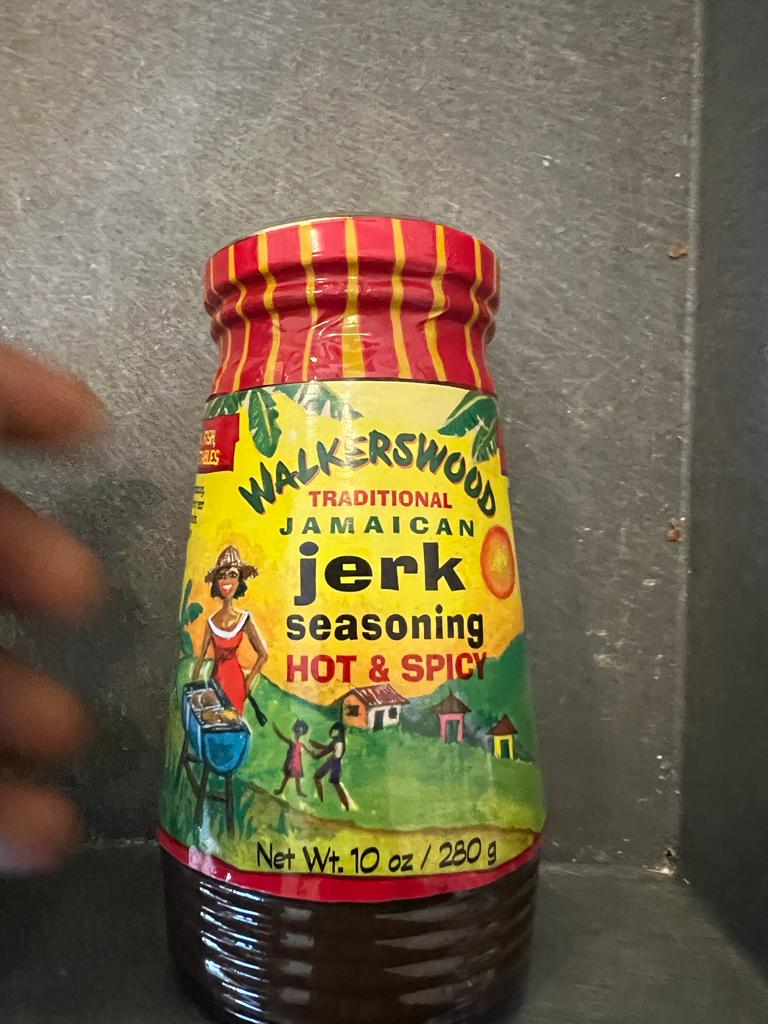 WALKERSWOOD
TRADITIONAL
JAMAICAN
jerk
seasoning
HOT & SPICY
Net Wt. 10 oz / 280 g